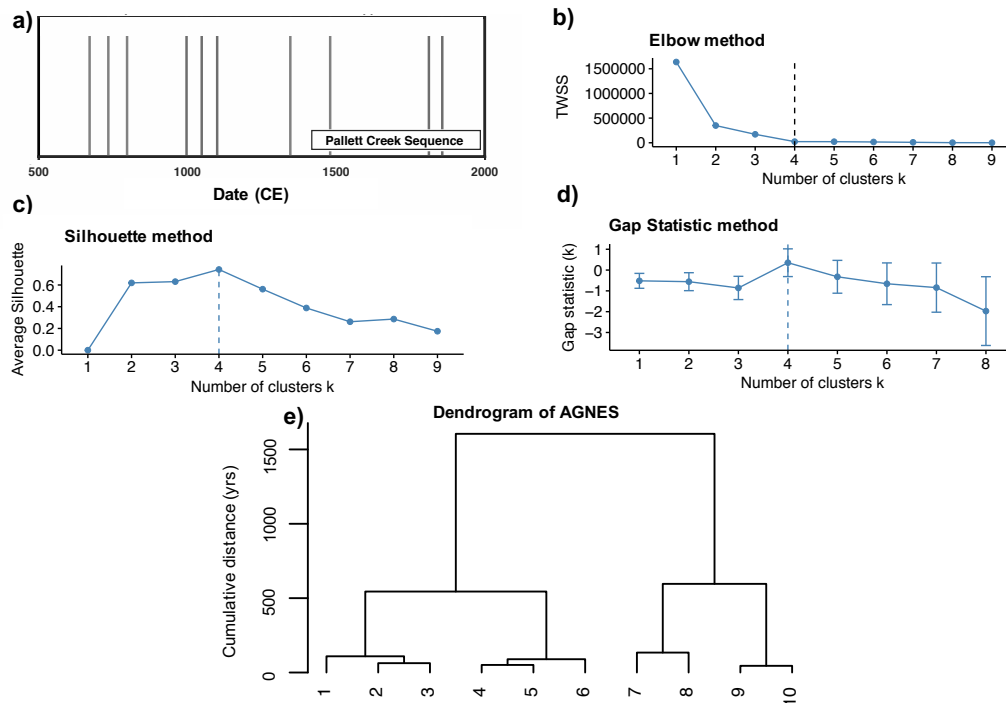 a)
Pallett Creek Sequence
500 1000 1500 2000
Date (CE)
b)
Elbow method
TWSS
1500000
1000000
500000
0
1 2 3 4 5 6 7 8 9
Number of clusters k
c)
Silhouette method
Average Silhouette
0.6
0.4
0.2
0.0
1 2 3 4 5 6 7 8 9
Number of clusters k
d)
Gap Statistic method
Gap statistic (k)
1
0
−1
−2
−3
1 2 3 4 5 6 7 8
Number of clusters k
e)
Dendrogram of AGNES
Cumulative distance (yrs)
1500
1000
500
0
1 2 3 4 5 6 7 8 9 10